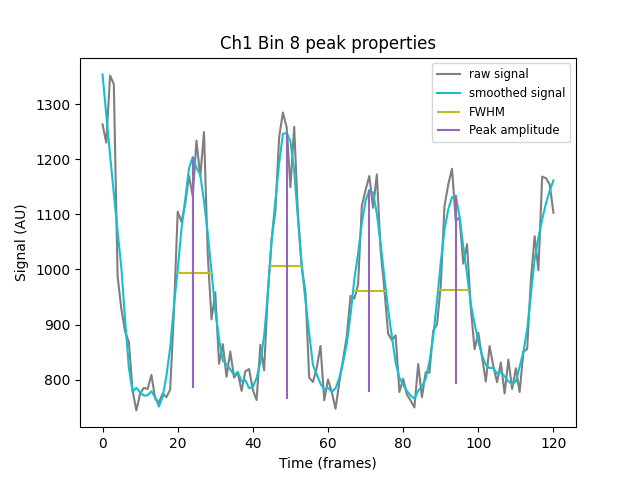 Ch1 Bin 8 peak properties
raw signal
smoothed signal
FWHM
Peak amplitude
Signal (AU)
1300
1200
1100
1000
900
800
0 20 40 60 80 100 120
Time (frames)